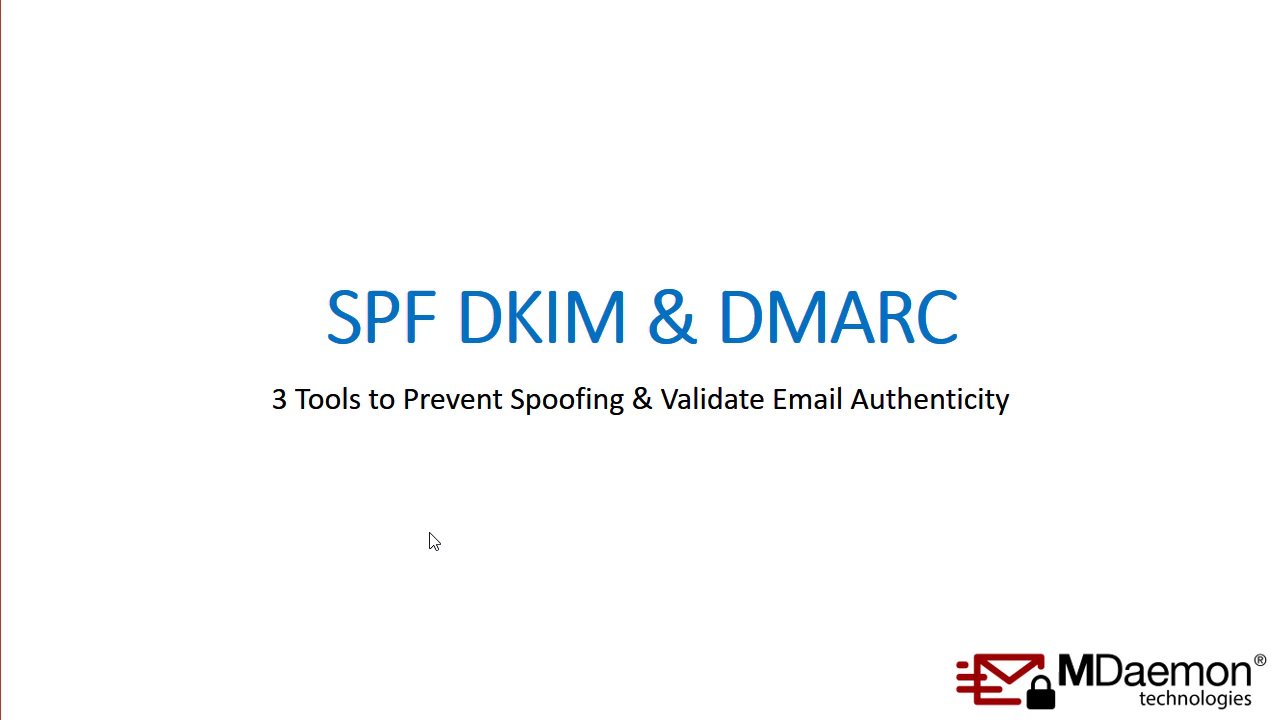 SPF DKIM & DMARC
3 Tools to Prevent Spoofing & Validate Email Authenticity
MDaemon®
technologies